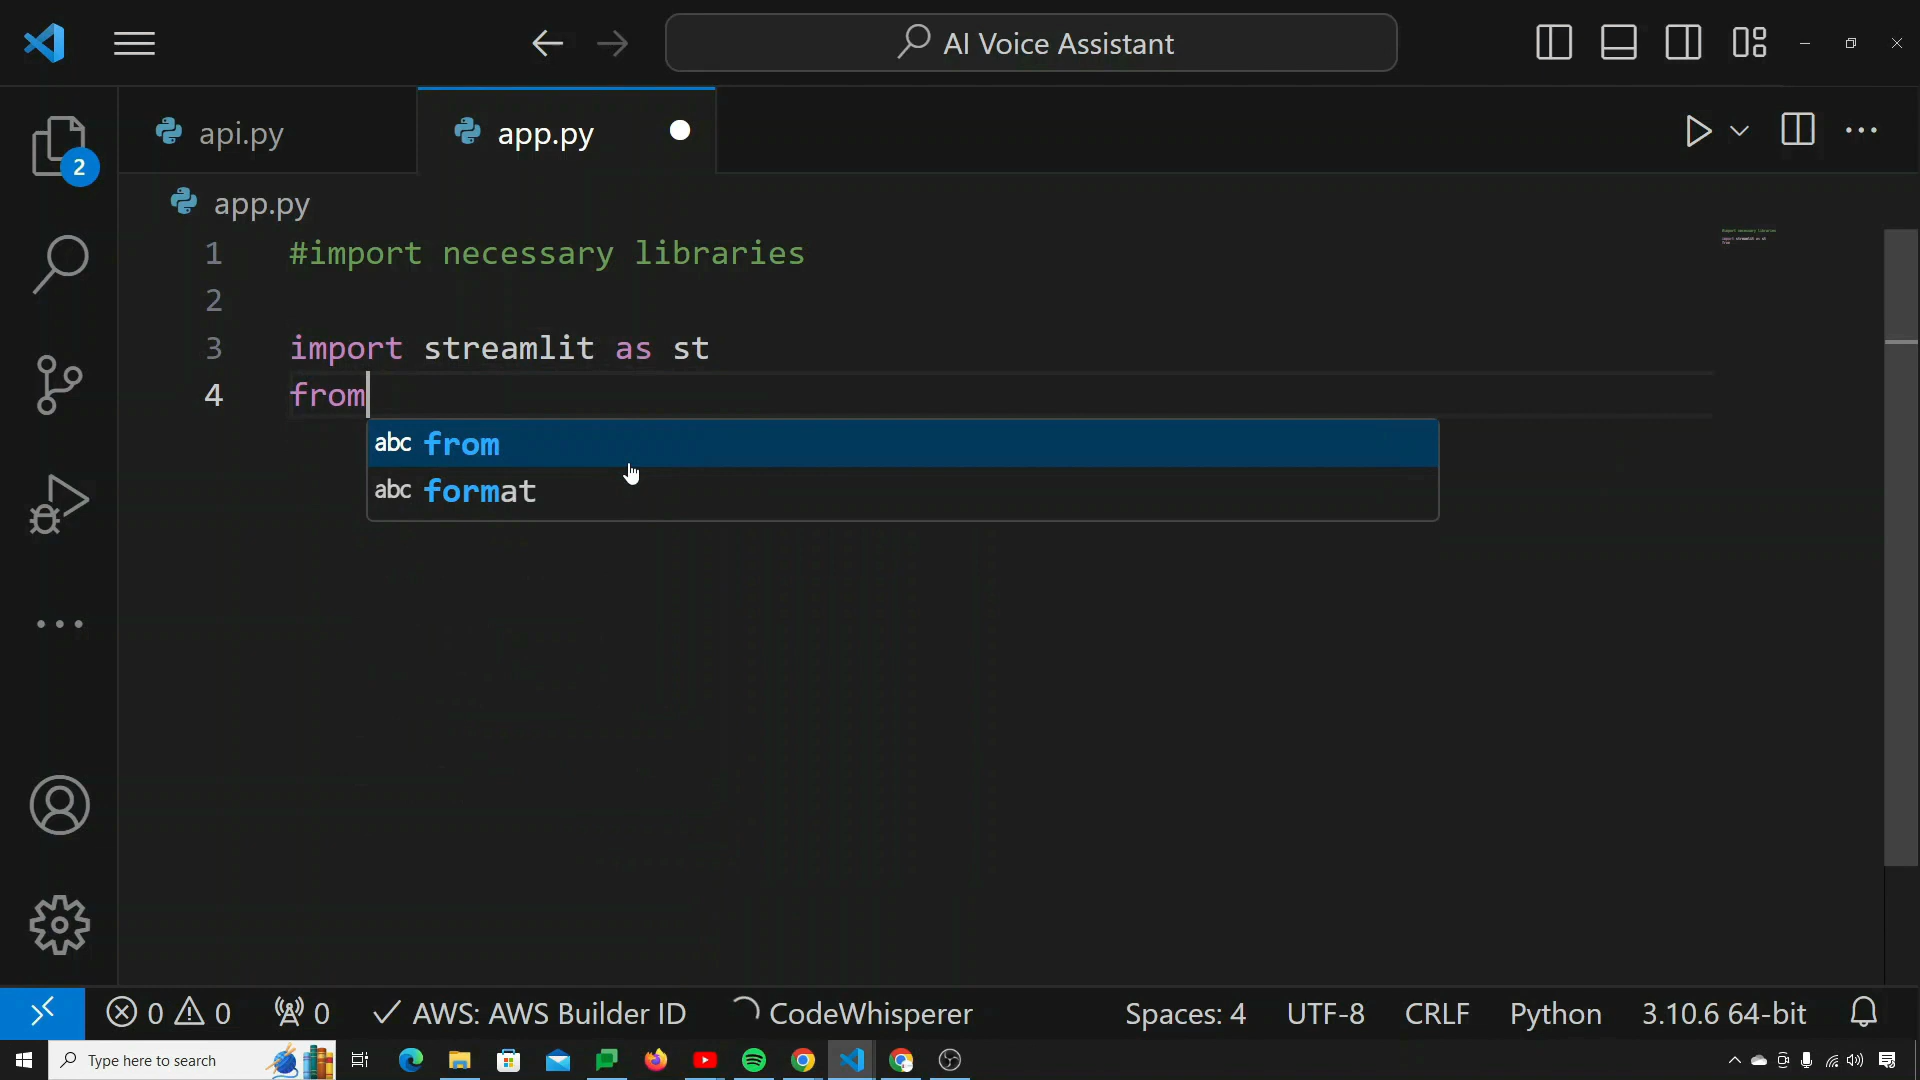 AI Voice Assistant
api.py
app.py
2
app.py
1 #import necessary libraries
2
3 import streamlit as st
4 from
abc from
abc format
0 0 0 AWS: AWS Builder ID CodeWhisperer Spaces: 4 UTF-8 CRLF Python 3.10.6 64-bit
Type here to search